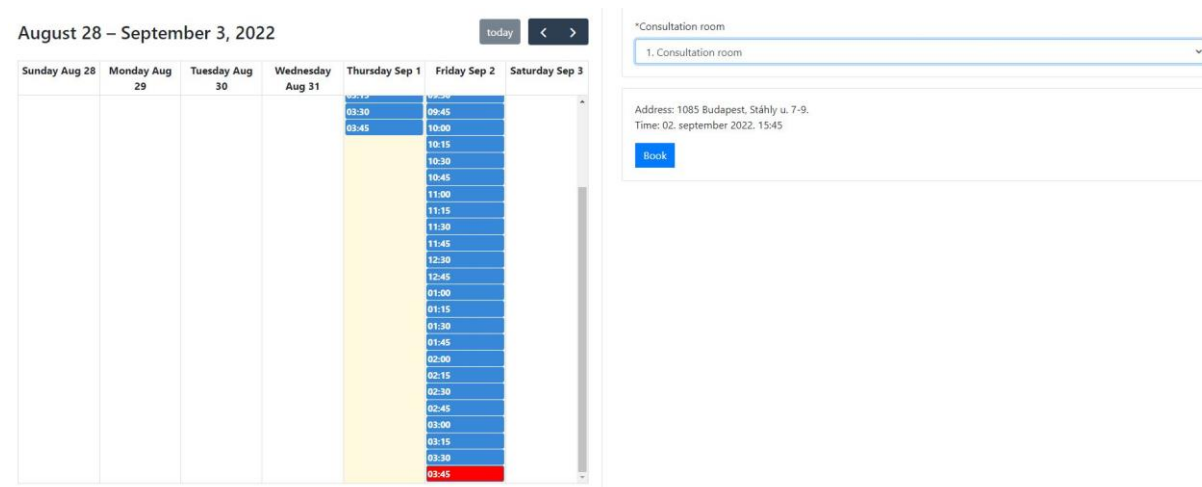 August 28 – September 3, 2022
today
Sunday Aug 28
Monday Aug 29
Tuesday Aug 30
Wednesday Aug 31
Thursday Sep 1
Friday Sep 2
Saturday Sep 3
03:15
03:30
03:45
09:30
09:45
10:00
10:15
10:30
10:45
11:00
11:15
11:30
11:45
12:30
12:45
01:00
01:15
01:30
01:45
02:00
02:15
02:30
02:45
03:00
03:15
03:30
03:45
*Consultation room
1. Consultation room
Address: 1085 Budapest, Stáhly u. 7-9.
Time: 02. september 2022. 15:45
Book